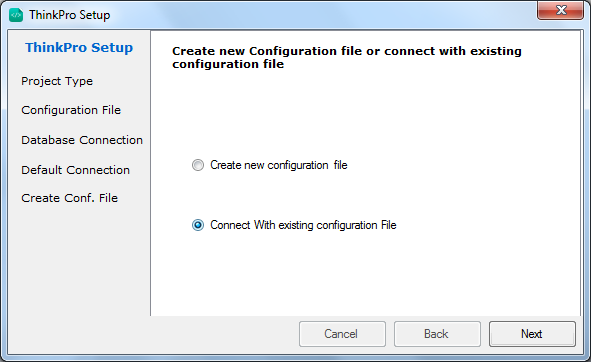 ThinkPro Setup
ThinkPro Setup
Project Type
Configuration File
Database Connection
Default Connection
Create Conf. File
Create new Configuration file or connect with existing
configuration file
Create new configuration file
Connect With existing configuration File
Cancel
Back
Next